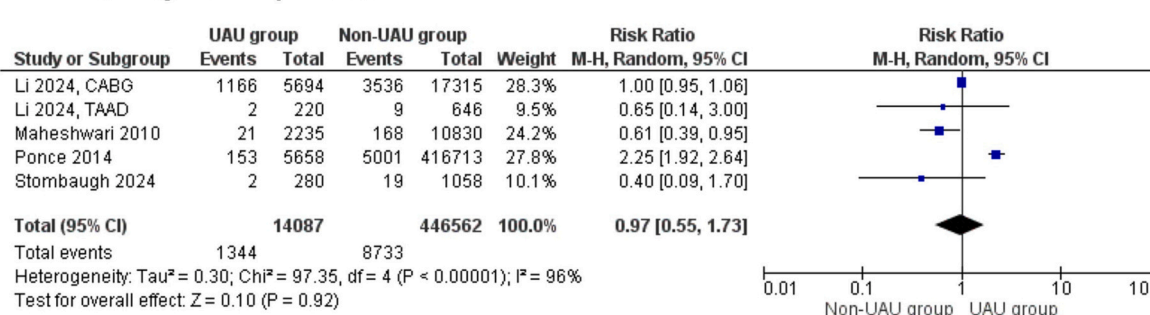 UAU group Non-UAU group Risk Ratio Risk Ratio
Study or Subgroup Events Total Events Total Weight M-H, Random, 95% CI M-H, Random, 95% CI
Li 2024, CABG 1166 5694 3536 17315 28.3% 1.00 [0.95, 1.06]
Li 2024, TAAD 2 220 9 646 9.5% 0.65 [0.14, 3.00]
Maheshwari 2010 21 2235 168 10830 24.2% 0.61 [0.39, 0.95]
Ponce 2014 153 5658 5001 416713 27.8% 2.25 [1.92, 2.64]
Stombaugh 2024 2 280 19 1058 10.1% 0.40 [0.09, 1.70]
Total (95% CI) 14087 446562 100.0% 0.97 [0.55, 1.73]
Total events 1344 8733
Heterogeneity: Tau² = 0.30; Chi² = 97.35, df = 4 (P < 0.00001); I² = 96%
Test for overall effect: Z = 0.10 (P = 0.92)
0.01 0.1 1 10 10
Non-UAU group UAU group